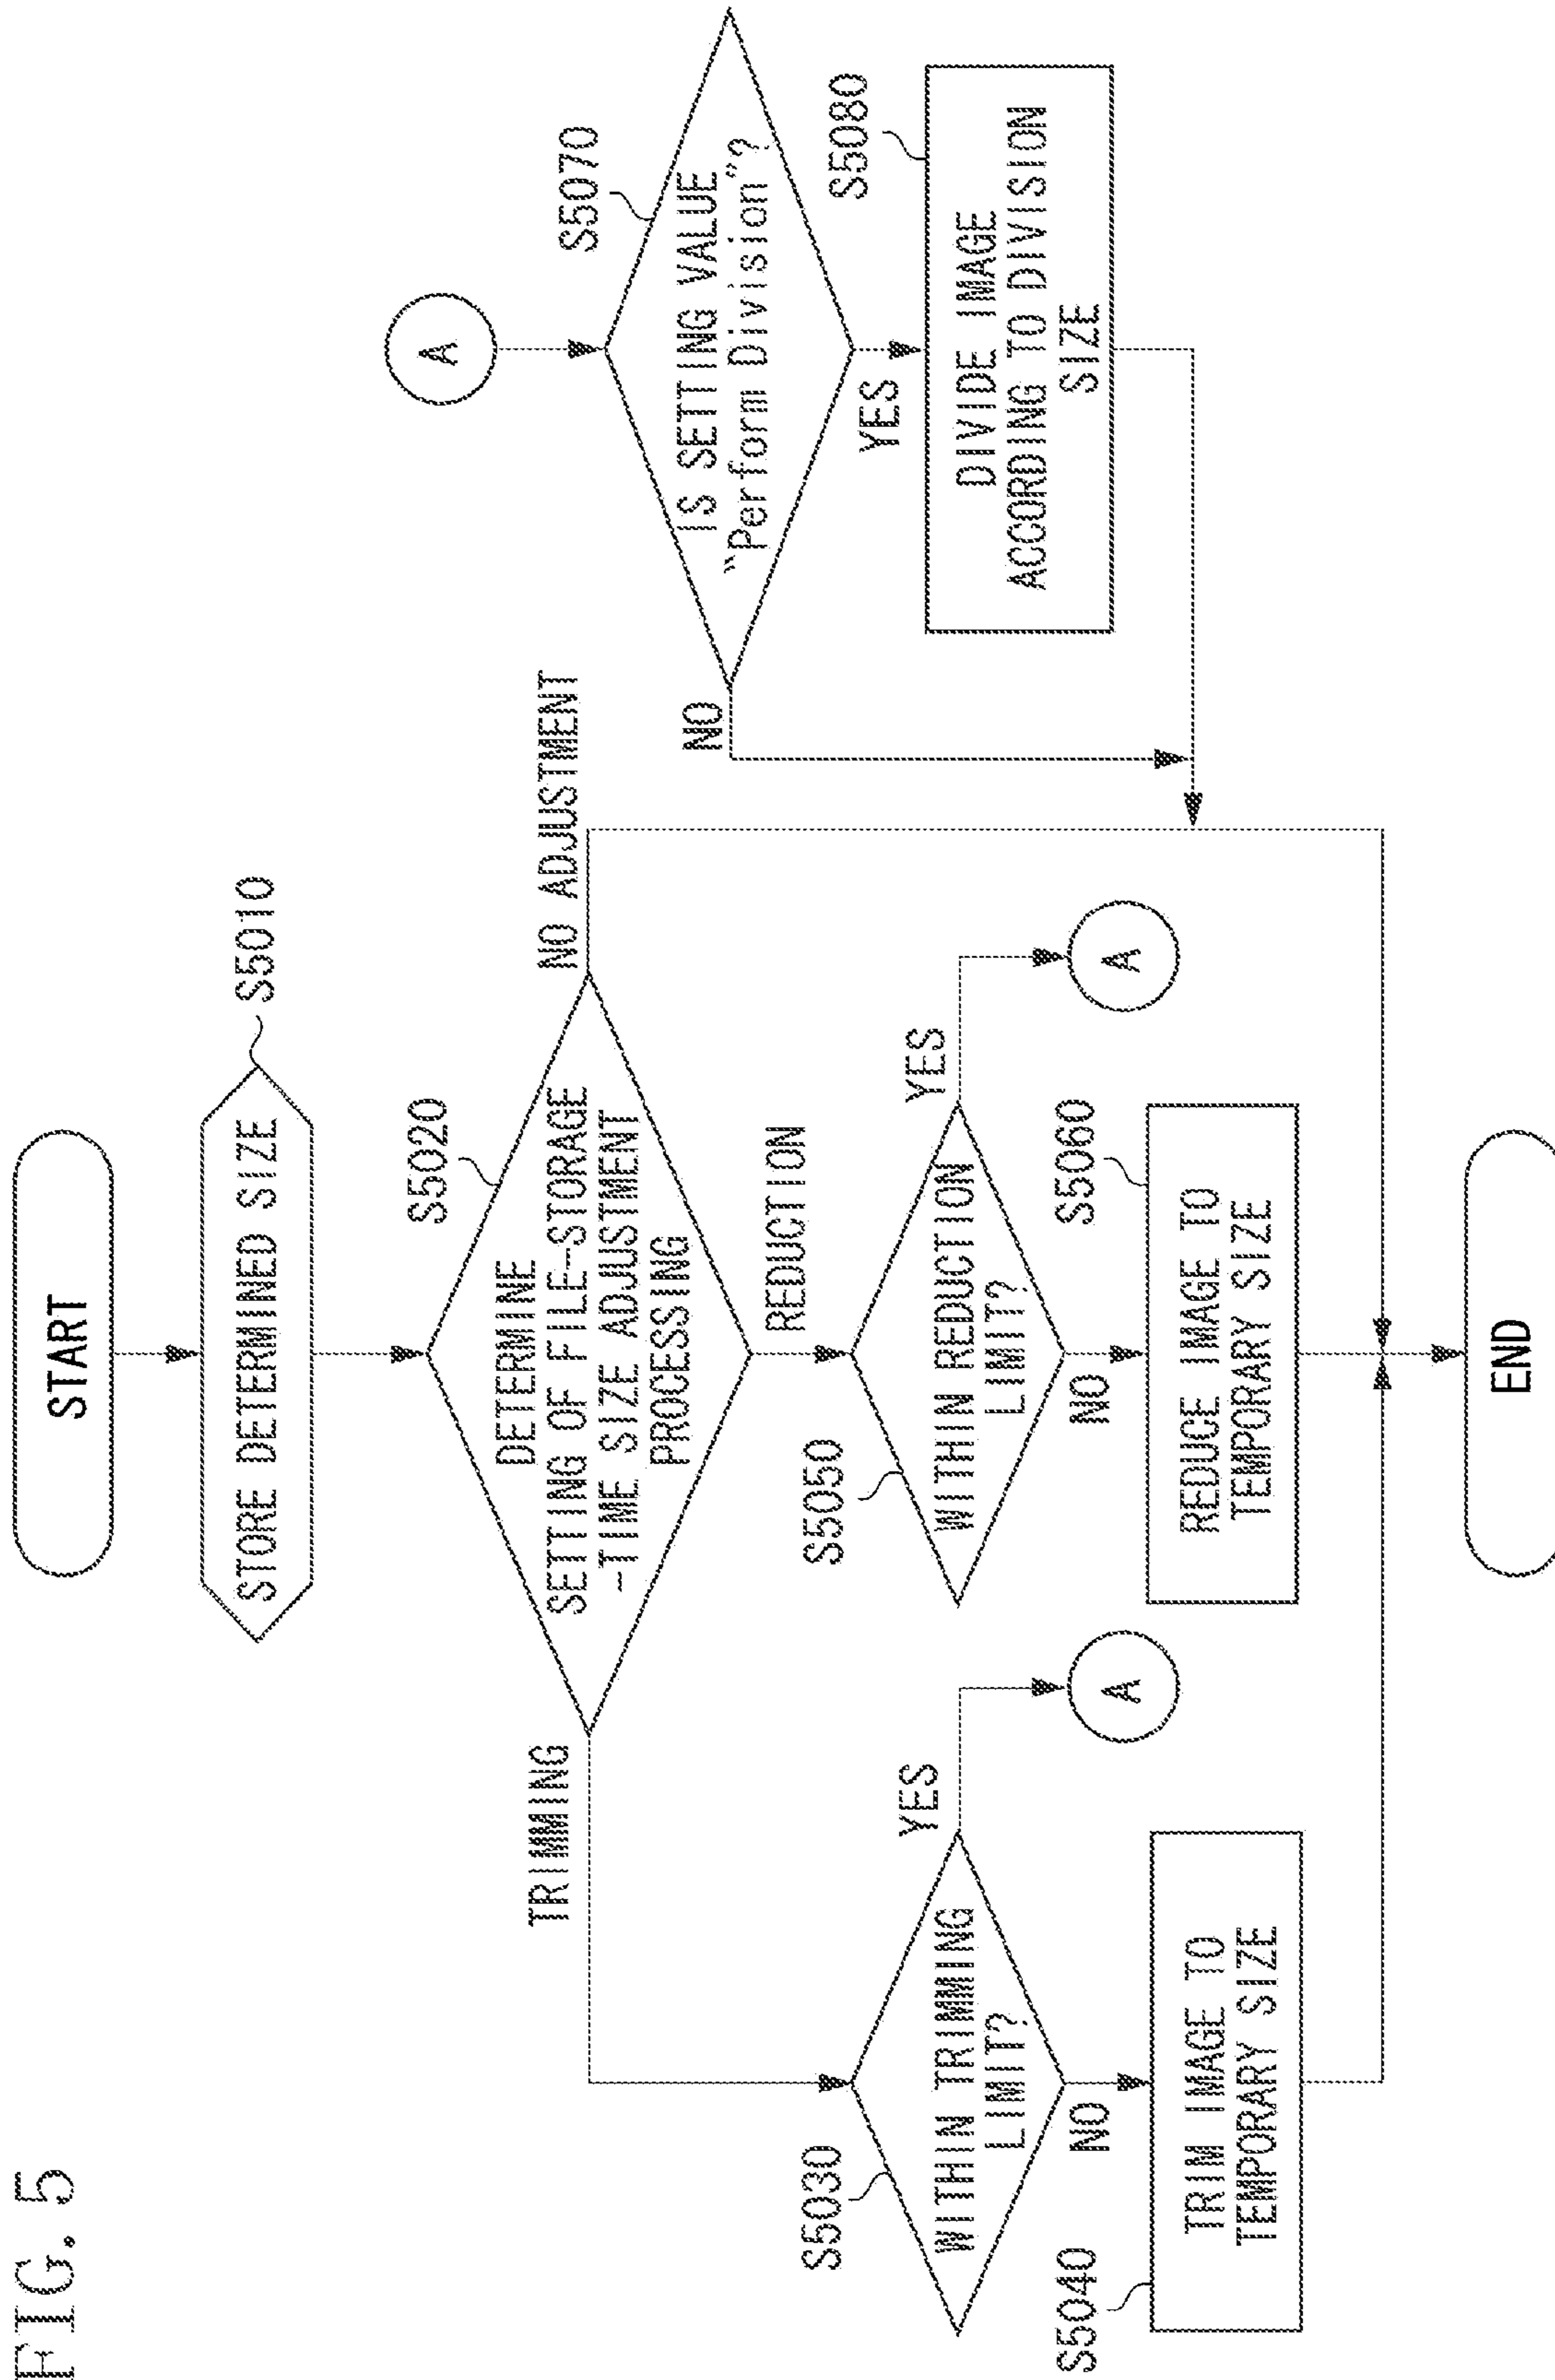 FIG. 5
START
STORE DETERMINED SIZE
S5010
S5020
DETERMINE
SETTING OF FILE-STORAGE
-TIME SIZE ADJUSTMENT
PROCESSING
TRIMMING
REDUCTION
NO ADJUSTMENT
S5030
WITHIN TRIMMING
LIMIT?
YES
A
NO
S5040
TRIM IMAGE TO
TEMPORARY SIZE
S5050
WITHIN REDUCTION
LIMIT?
YES
A
NO
S5060
REDUCE IMAGE TO
TEMPORARY SIZE
END
A
S5070
IS SETTING VALUE
"Perform Division"?
NO
YES
S5080
DIVIDE IMAGE
ACCORDING TO DIVISION
SIZE